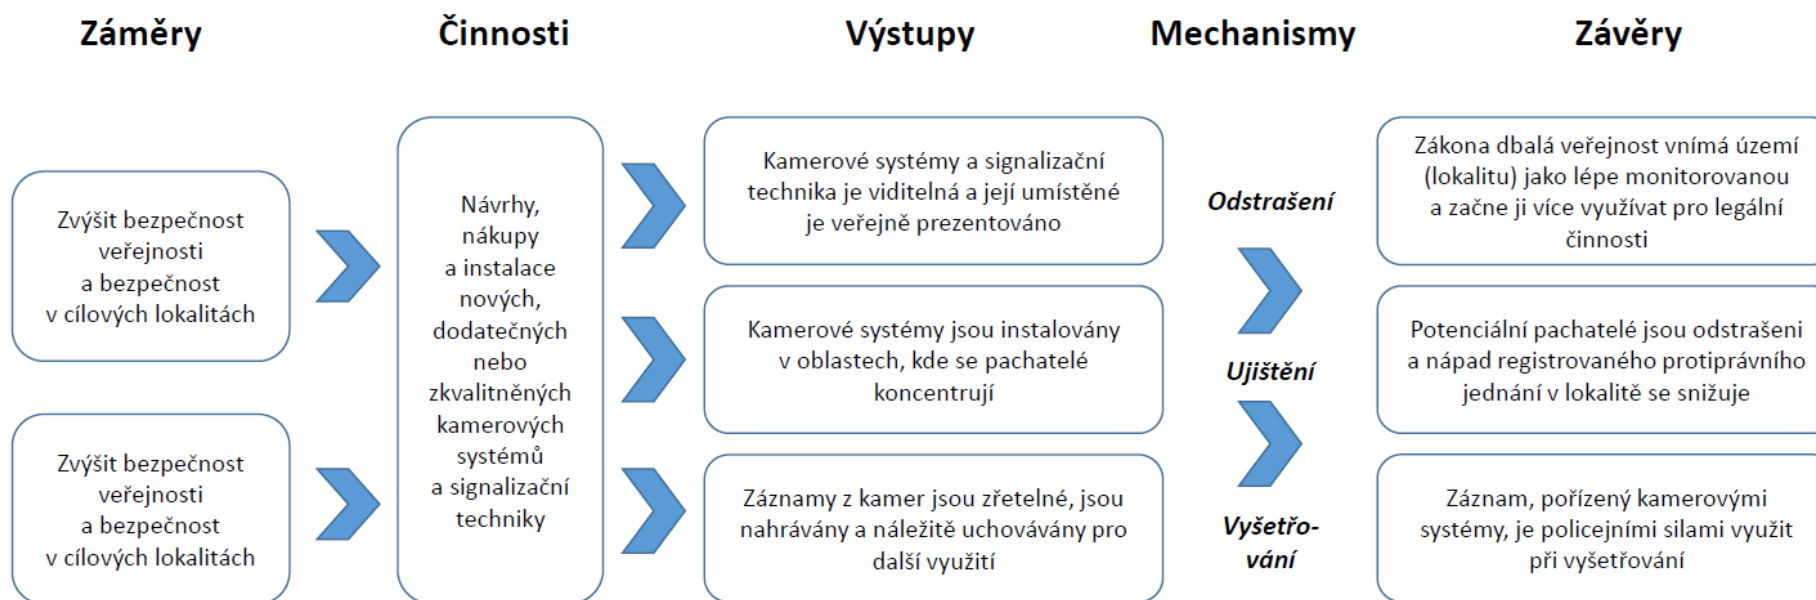 Záměry
Činnosti
Výstupy
Mechanismy
Závěry
Zvýšit bezpečnost
veřejnosti
a bezpečnost
v cílových lokalitách
Zvýšit bezpečnost
veřejnosti
a bezpečnost
v cílových lokalitách
Návrhy,
nákupy
a instalace
nových,
dodatečných
nebo
zkvalitněných
kamerových
systémů
a signalizační
techniky
Kamerové systémy a signalizační
technika je viditelná a její umístěné
je veřejně prezentováno
Kamerové systémy jsou instalovány
v oblastech, kde se pachatelé
koncentrují
Záznamy z kamer jsou zřetelné, jsou
nahrávány a náležitě uchovávány pro
další využití
Odstrašení
Ujištění
Vyšetřo-
vání
Zákona dbalá veřejnost vnímá území
(lokalitu) jako lépe monitorovanou
a začne ji více využívat pro legální
činnosti
Potenciální pachatelé jsou odstrašeni
a nápad registrovaného protiprávního
jednání v lokalitě se snižuje
Záznam, pořízený kamerovými
systémy, je policejními silami využit
při vyšetřování